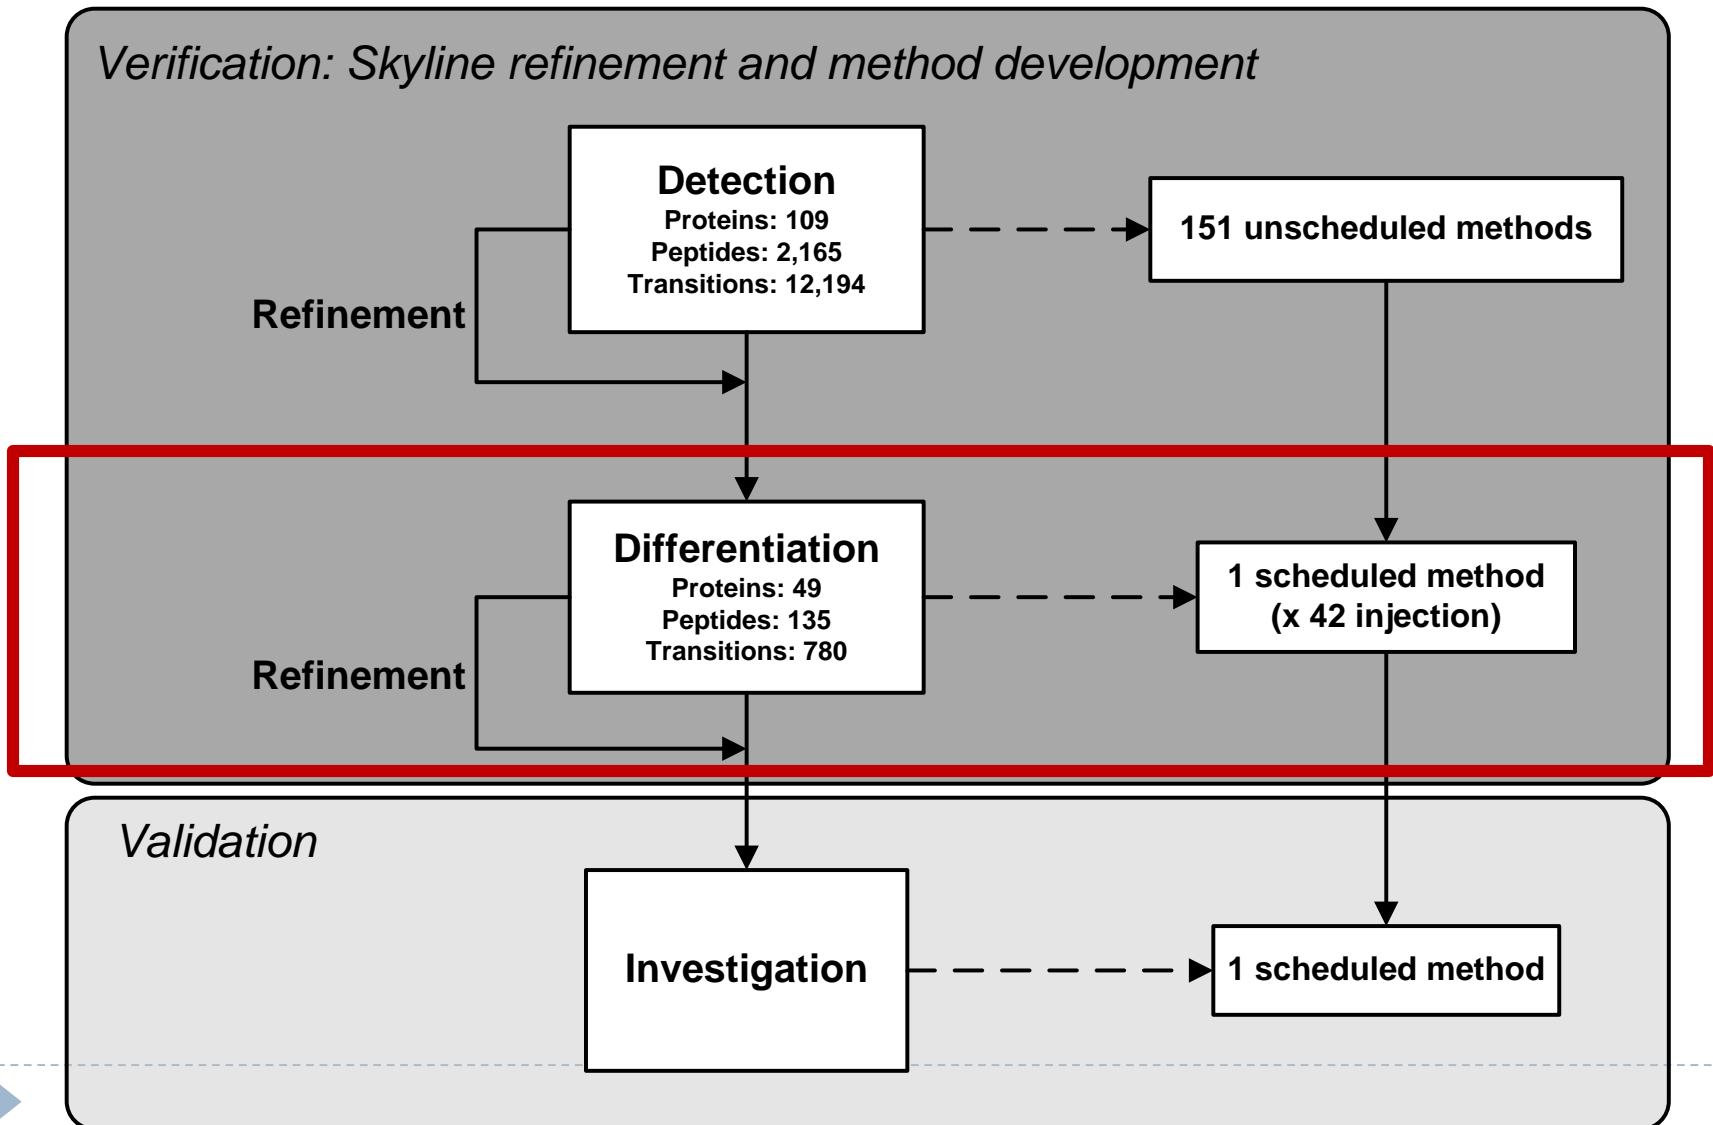 Verification: Skyline refinement and method development
Detection
Proteins: 109
Peptides: 2,165
Transitions: 12,194
151 unscheduled methods
Refinement
Differentiation
Proteins: 49
Peptides: 135
Transitions: 780
1 scheduled method
(x 42 injection)
Refinement
Validation
Investigation
1 scheduled method